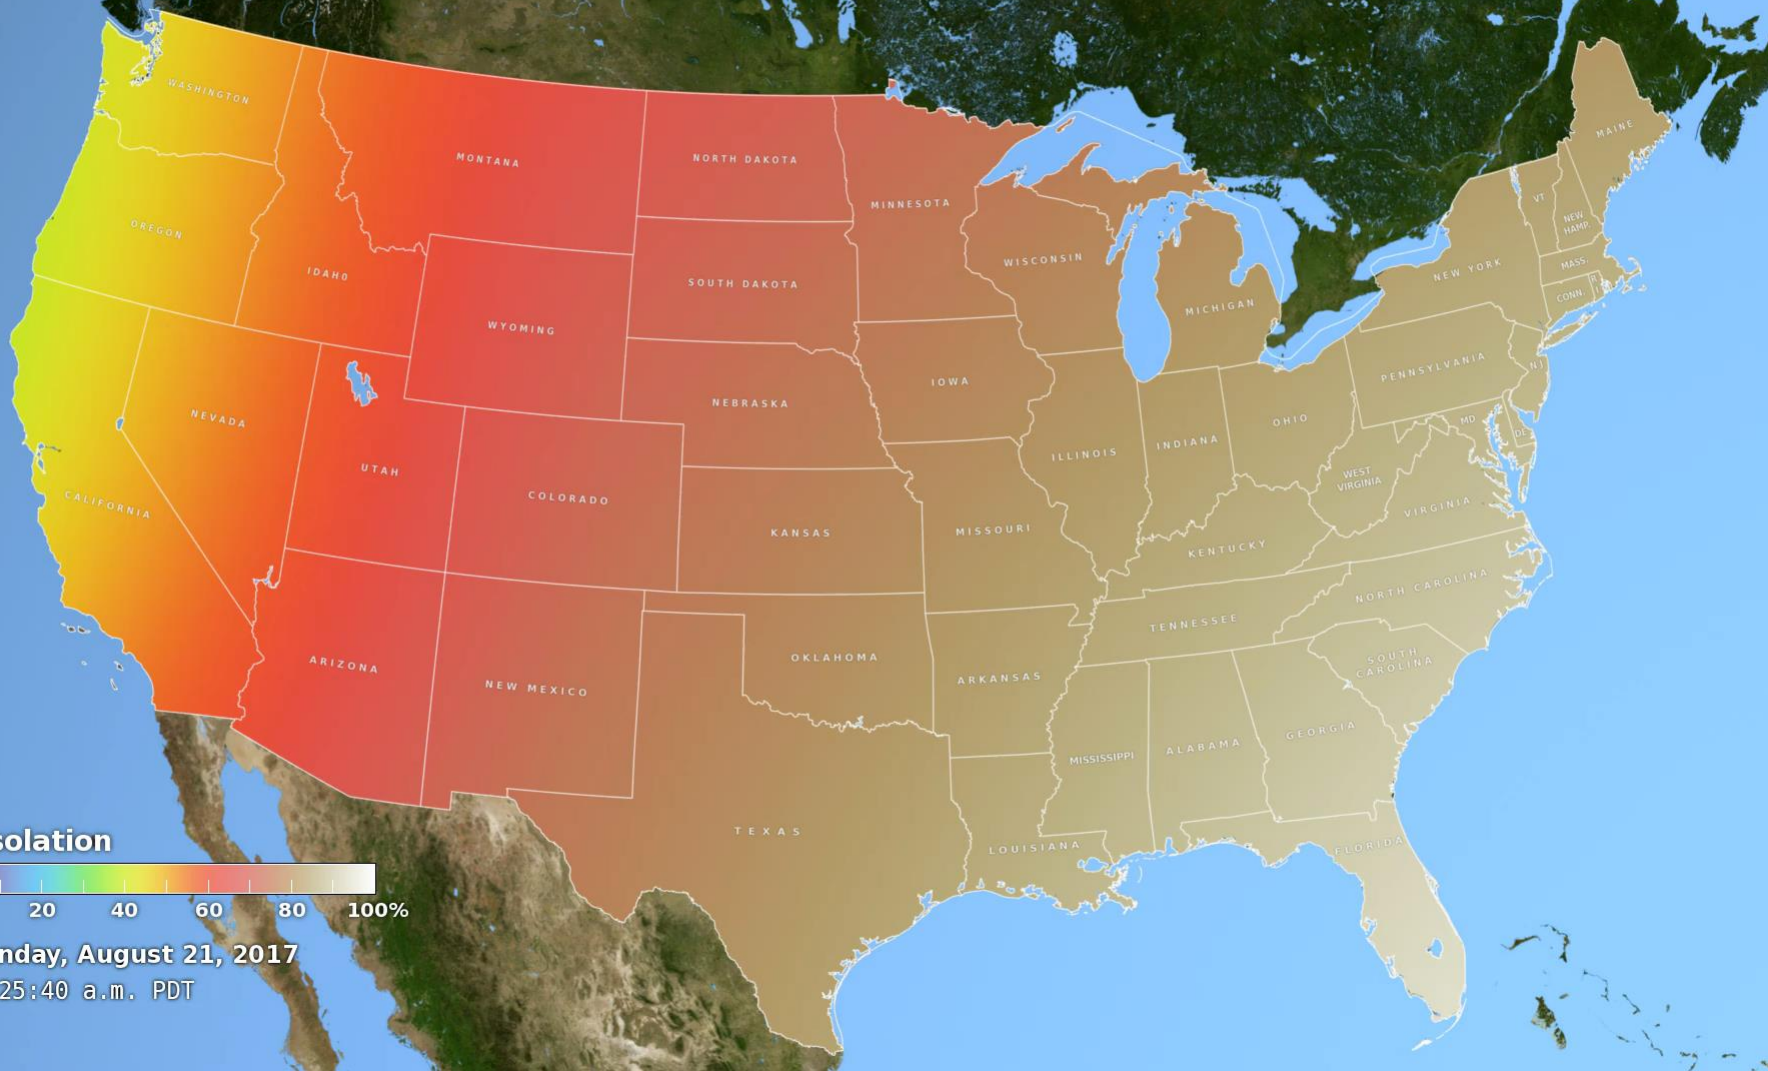 WASHINGTON
MONTANA
NORTH DAKOTA
MINNESOTA
MAINE
OREGON
IDAHO
WYOMING
SOUTH DAKOTA
WISCONSIN
MICHIGAN
NEW YORK
VT
NEW
HAMP.
MASS.
CONN.
R
I
NEVADA
UTAH
COLORADO
NEBRASKA
IOWA
ILLINOIS
INDIANA
OHIO
PENNSYLVANIA
NJ
MD
DE
CALIFORNIA
KANSAS
MISSOURI
KENTUCKY
WEST
VIRGINIA
VIRGINIA
ARIZONA
NEW MEXICO
OKLAHOMA
ARKANSAS
TENNESSEE
NORTH CAROLINA
SOUTH
CAROLINA
TEXAS
LOUISIANA
MISSISSIPPI
ALABAMA
GEORGIA
FLORIDA
solation
20 40 60 80 100%
nday, August 21, 2017
25:40 a.m. PDT